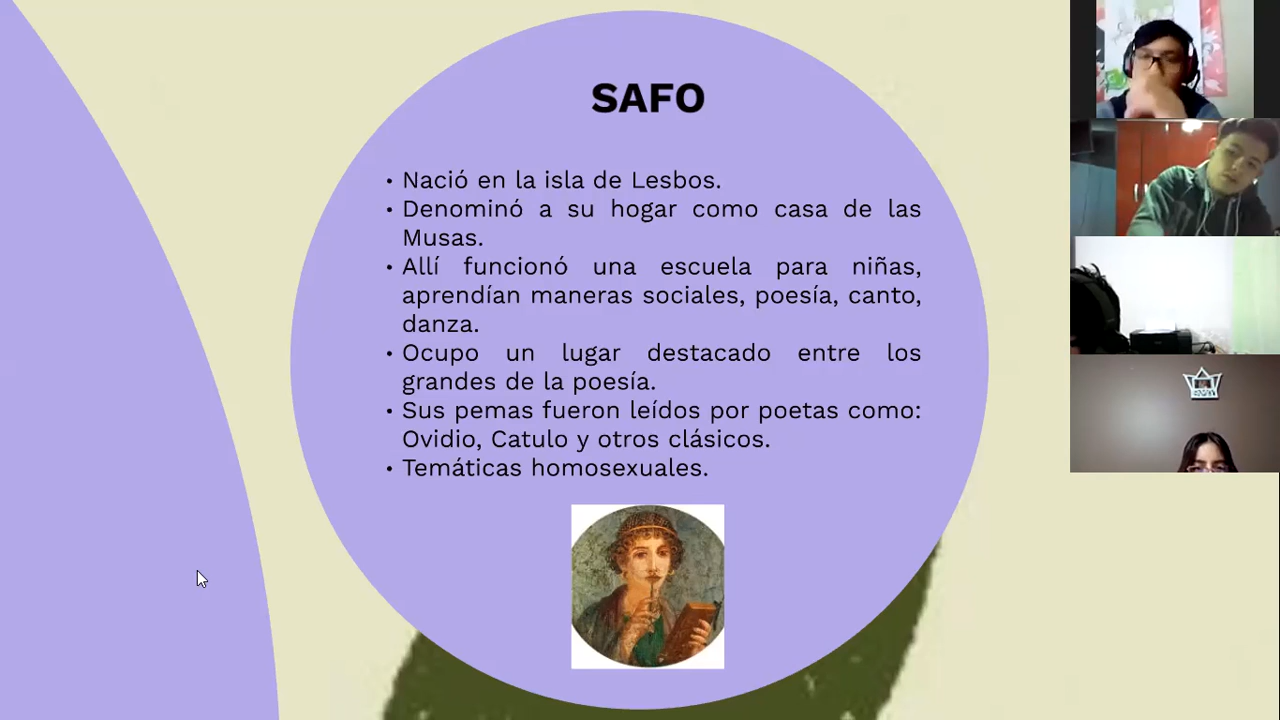 SAFO
• Nació en la isla de Lesbos.
• Denominó a su hogar como casa de las
Musas.
• Allí funcionó una escuela para niñas,
aprendían maneras sociales, poesía, canto,
danza.
• Ocupo un lugar destacado entre los
grandes de la poesía.
• Sus pemas fueron leídos por poetas como:
Ovidio, Catulo y otros clásicos.
• Temáticas homosexuales.